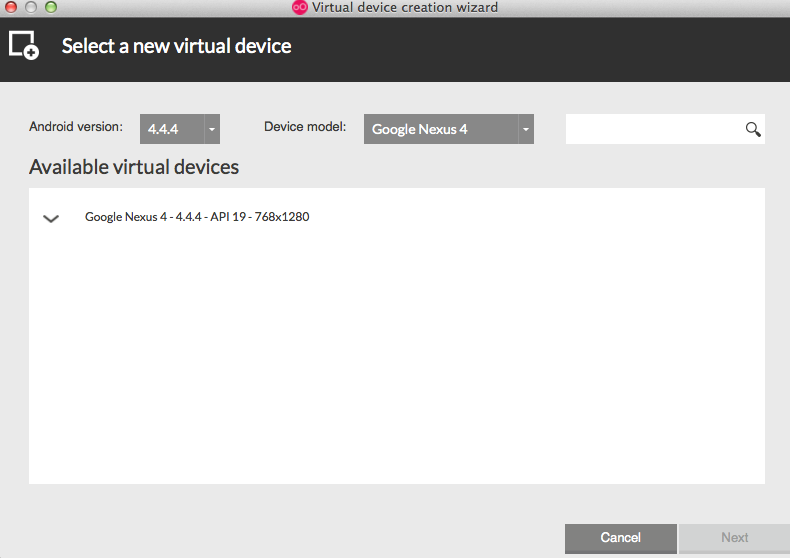 Virtual device creation wizard
Select a new virtual device
Android version: 4.4.4 Device model: Google Nexus 4
Available virtual devices
Google Nexus 4 - 4.4.4 - API 19 - 768x1280
Cancel Next